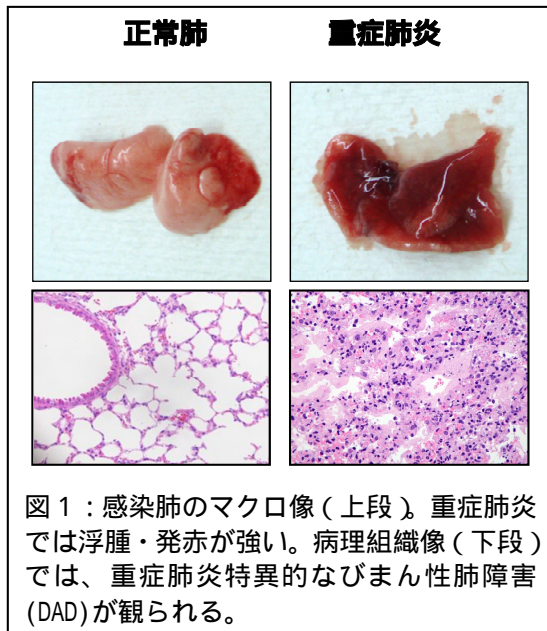 正常肺 重症肺炎
図1：感染肺のマクロ像（上段）。重症肺炎
では浮腫・発赤が強い。病理組織像（下段）
では、重症肺炎特異的なびまん性肺障害
(DAD)が観られる。